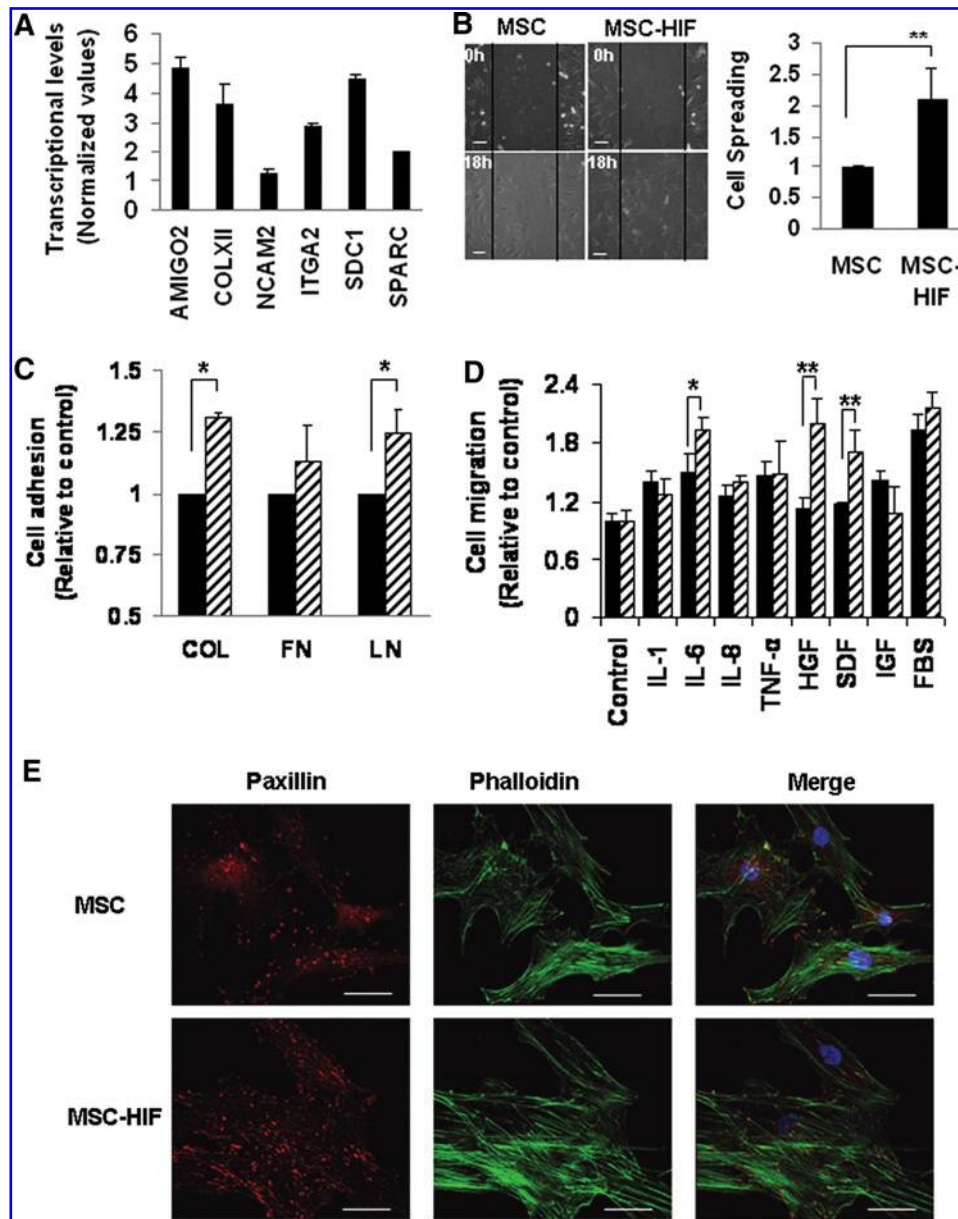 A
Transcriptional levels
(Normalized values)
6
5
4
3
2
1
0
AMIGO2
COLXII
NCAM2
ITGA2
SDC1
SPARC
B
MSC
MSC-HIF
0h
0h
18h
18h
Cell Spreading
3
2.5
2
1.5
1
0.5
0
**
MSC
MSC-
HIF
C
Cell adhesion
(Relative to control)
1.5
1.25
1
0.75
0.5
*
*
COL
FN
LN
D
Cell migration
(Relative to control)
2.4
1.8
1.2
0.6
0
*
**
**
Control
IL-1
IL-6
IL-8
TNF-α
HGF
SDF
IGF
FBS
E
Paxillin
Phalloidin
Merge
MSC
MSC-HIF